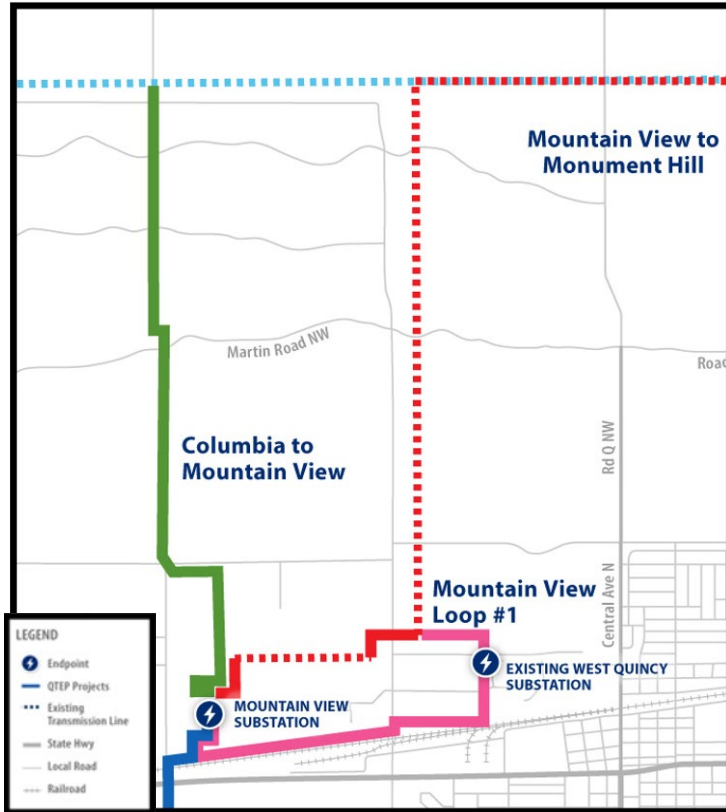 Mountain View to
Monument Hill
Martin Road NW
Road
Columbia to
Mountain View
Rd Q NW
Central Ave N
Mountain View
Loop #1
EXISTING WEST QUINCY
SUBSTATION
MOUNTAIN VIEW
SUBSTATION
LEGEND
Endpoint
QTEP Projects
Existing
Transmission Line
State Hwy
Local Road
Railroad